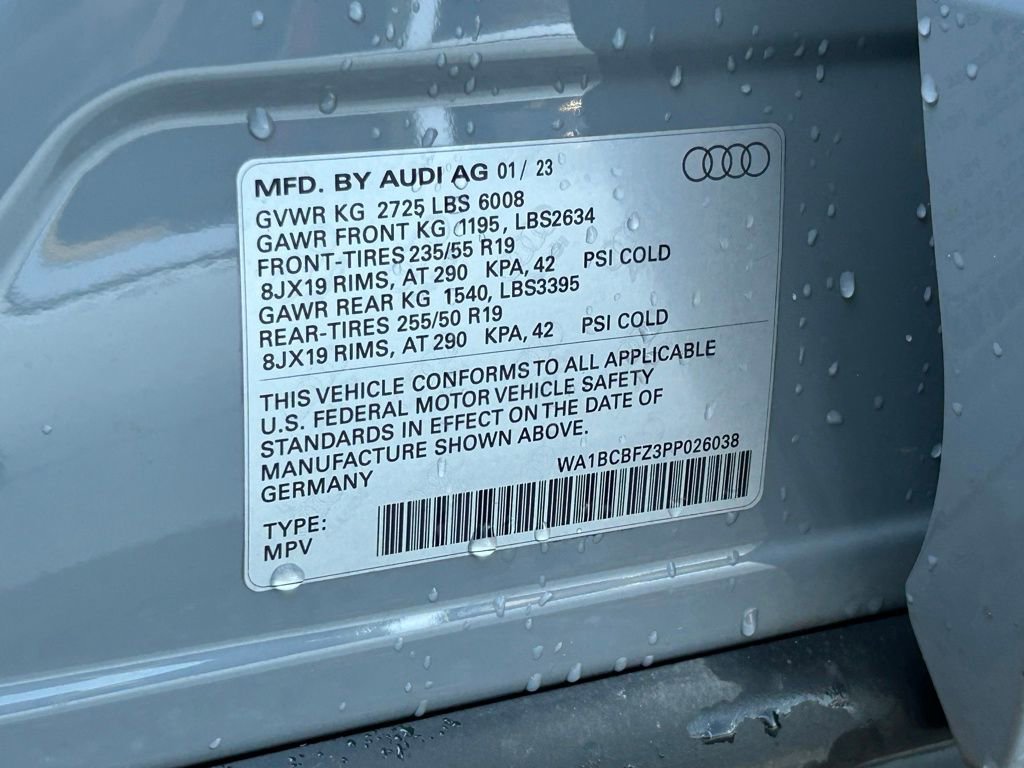 MFD. BY AUDI AG 01/ 23
GVWR KG 2725 LBS 6008
GAWR FRONT KG 1195, LBS2634
FRONT-TIRES 235/55 R19
8JX19 RIMS, AT 290 KPA, 42 PSI COLD
GAWR REAR KG 1540, LBS3395
REAR-TIRES 255/50 R19
8JX19 RIMS, AT 290 KPA, 42 PSI COLD
THIS VEHICLE CONFORMS TO ALL APPLICABLE
U.S. FEDERAL MOTOR VEHICLE SAFETY
STANDARDS IN EFFECT ON THE DATE OF
MANUFACTURE SHOWN ABOVE.
GERMANY WA1BCBFZ3PP026038
TYPE:
MPV